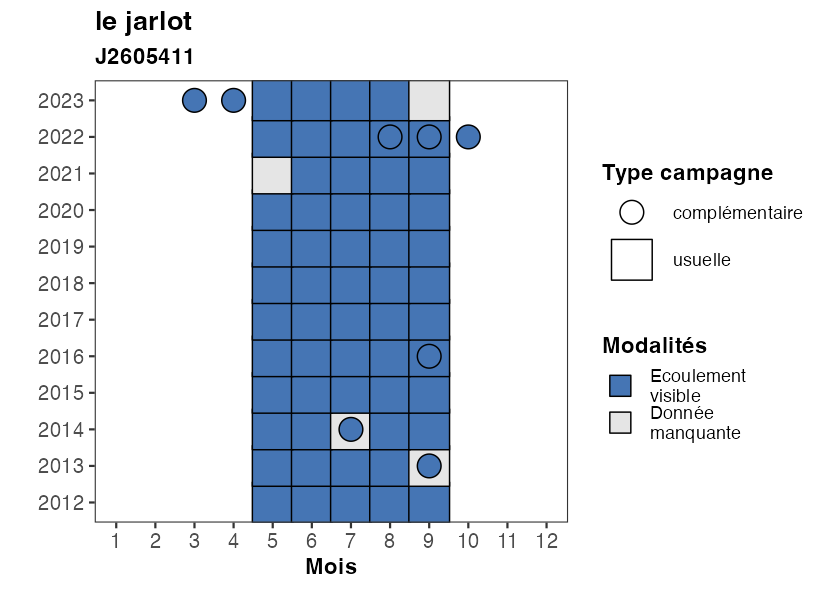 le jarlot
J2605411
2023
2022
2021
2020
2019
2018
2017
2016
2015
2014
2013
2012
1 2 3 4 5 6 7 8 9 10 11 12
Mois
Type campagne
complémentaire
usuelle
Modalités
Ecoulement
visible
Donnée
manquante